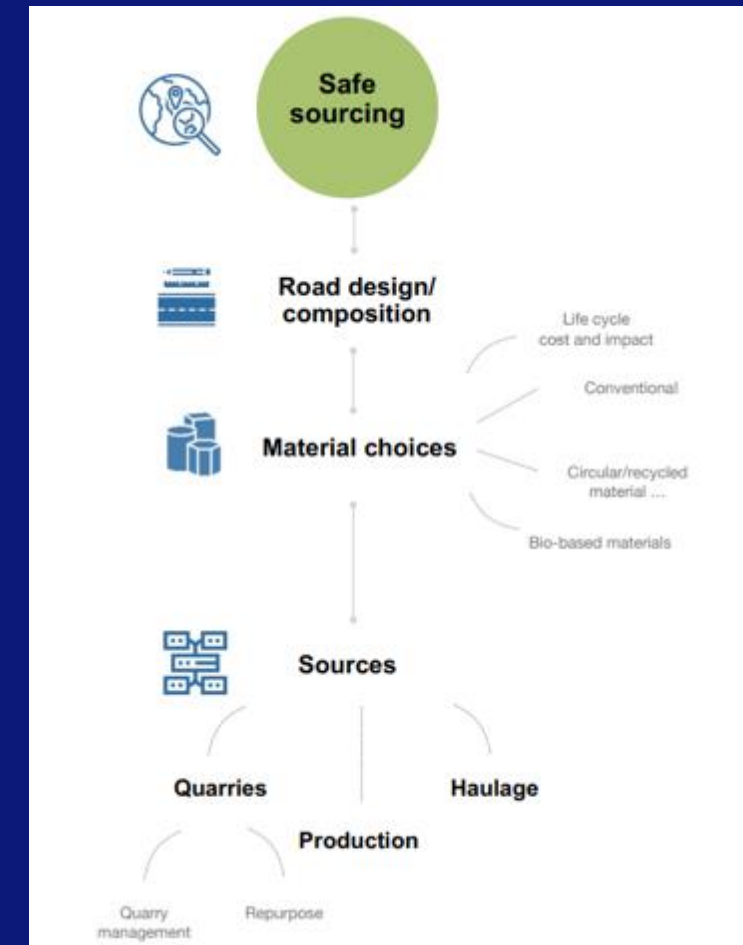 Safe
sourcing
Road design/
composition
Life cycle
cost and impact
Conventional
Material choices
Circular/recycled
material ...
Bio-based materials
Sources
Quarries
Haulage
Production
Quarry
management
Repurpose